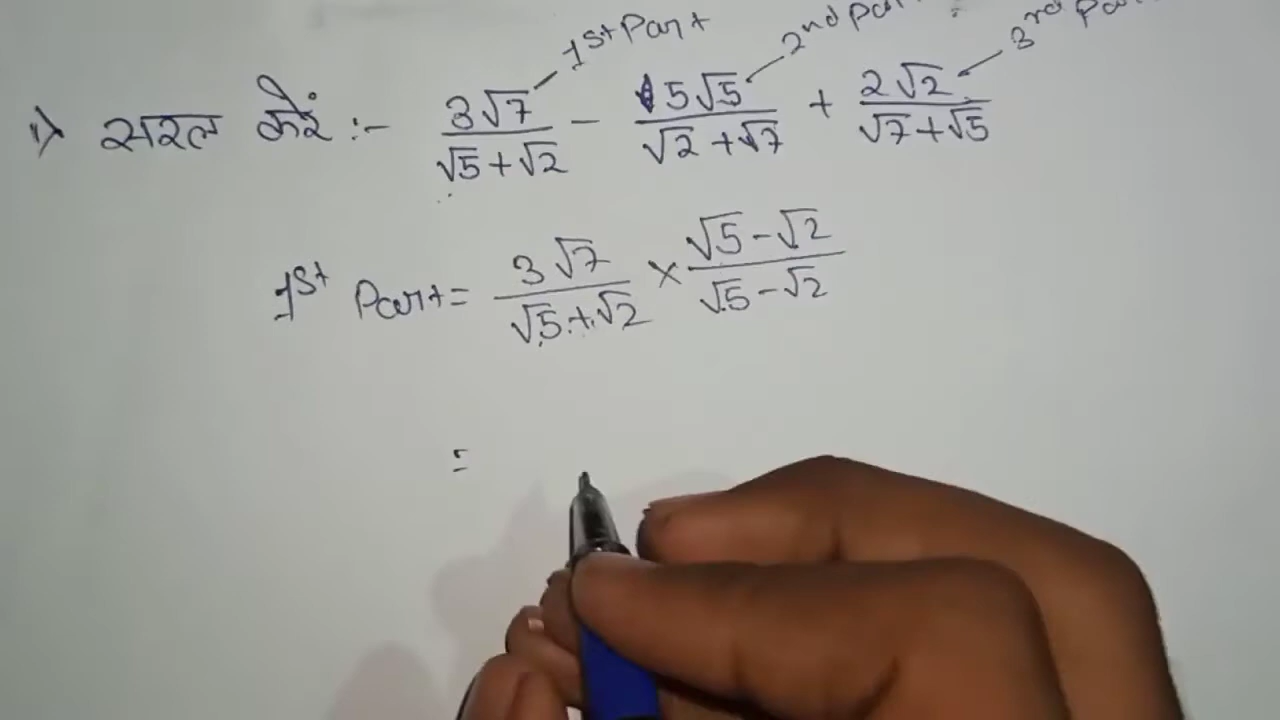 1st Part 2nd Part 3rd Part
1) सरल करें :- 3√7/(√5+√2) - 5√5/(√2+√7) + 2√2/(√7+√5)
1st Part = 3√7/(√5+√2) × (√5-√2)/(√5-√2)
=